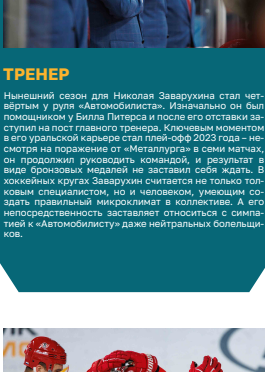 ТРЕНЕР
Нынешний сезон для Николая Заварухина стал чет-
вёртым у руля «Автомобилиста». Изначально он был
помощником у Билла Питерса и после его отставки за-
ступил на пост главного тренера. Ключевым моментом
в его уральской карьере стал плей-офф 2023 года – не-
смотря на поражение от «Металлурга» в семи матчах,
он продолжил руководить командой, и результат в
виде бронзовых медалей не заставил себя ждать. В
хоккейных кругах Заварухин считается не только тол-
ковым специалистом, но и человеком, умеющим со-
здать правильный микроклимат в коллективе. А его
непосредственность заставляет относиться с симпа-
тией к «Автомобилисту» даже нейтральных болельщи-
ков.